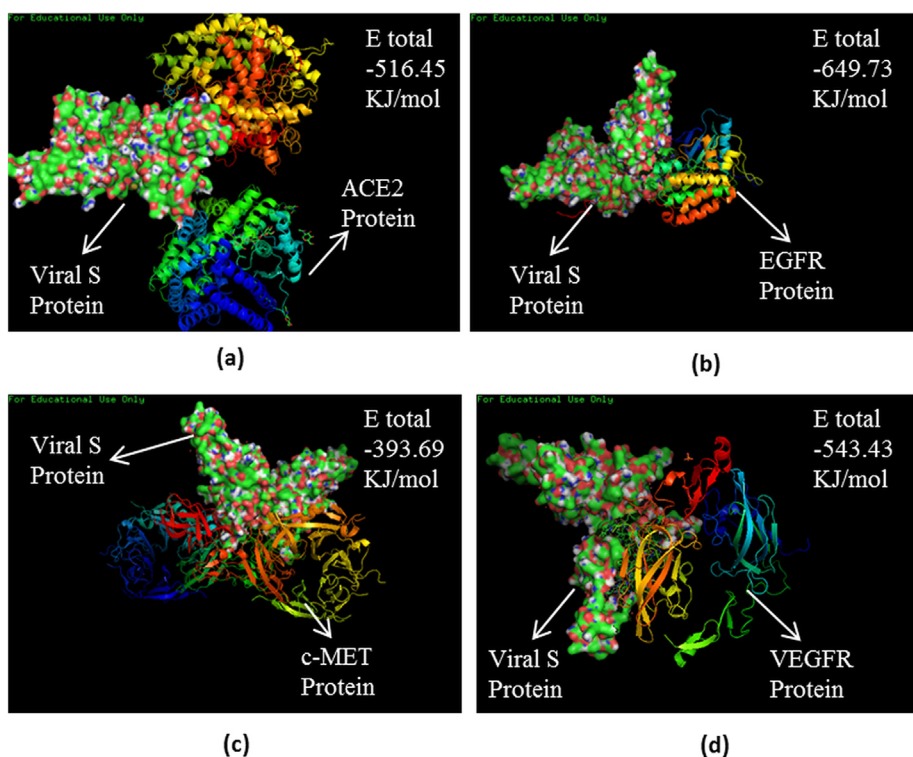 For Educational Use Only
E total
-516.45
KJ/mol
ACE2
Protein
Viral S
Protein
(a)
For Educational Use Only
E total
-649.73
KJ/mol
Viral S
Protein
EGFR
Protein
(b)
For Educational Use Only
Viral S
Protein
E total
-393.69
KJ/mol
c-MET
Protein
(c)
For Educational Use Only
E total
-543.43
KJ/mol
Viral S
Protein
VEGFR
Protein
(d)